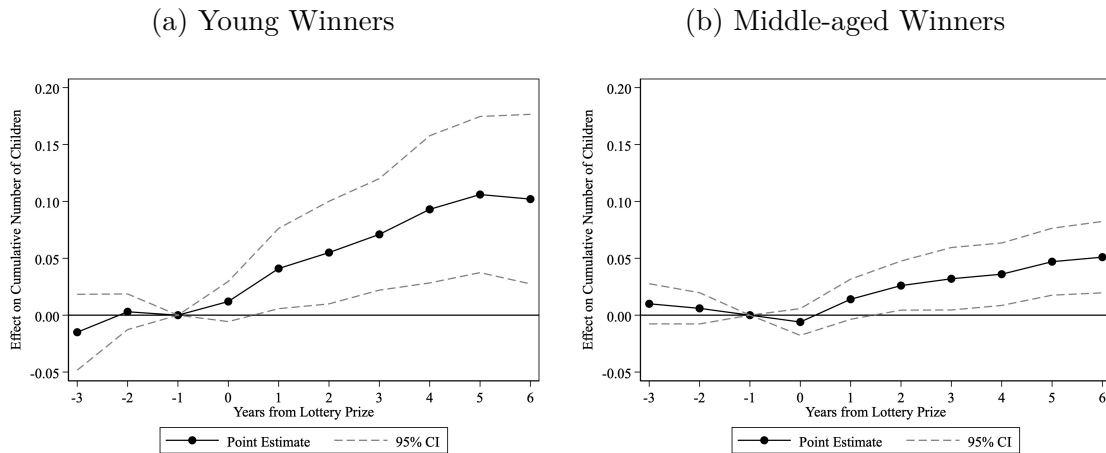 (a) Young Winners
Effect on Cumulative Number of Children
0.20
0.15
0.10
0.05
0.00
-0.05
-3 -2 -1 0 1 2 3 4 5 6
Years from Lottery Prize
Point Estimate 95% CI
(b) Middle-aged Winners
Effect on Cumulative Number of Children
0.20
0.15
0.10
0.05
0.00
-0.05
-3 -2 -1 0 1 2 3 4 5 6
Years from Lottery Prize
Point Estimate 95% CI